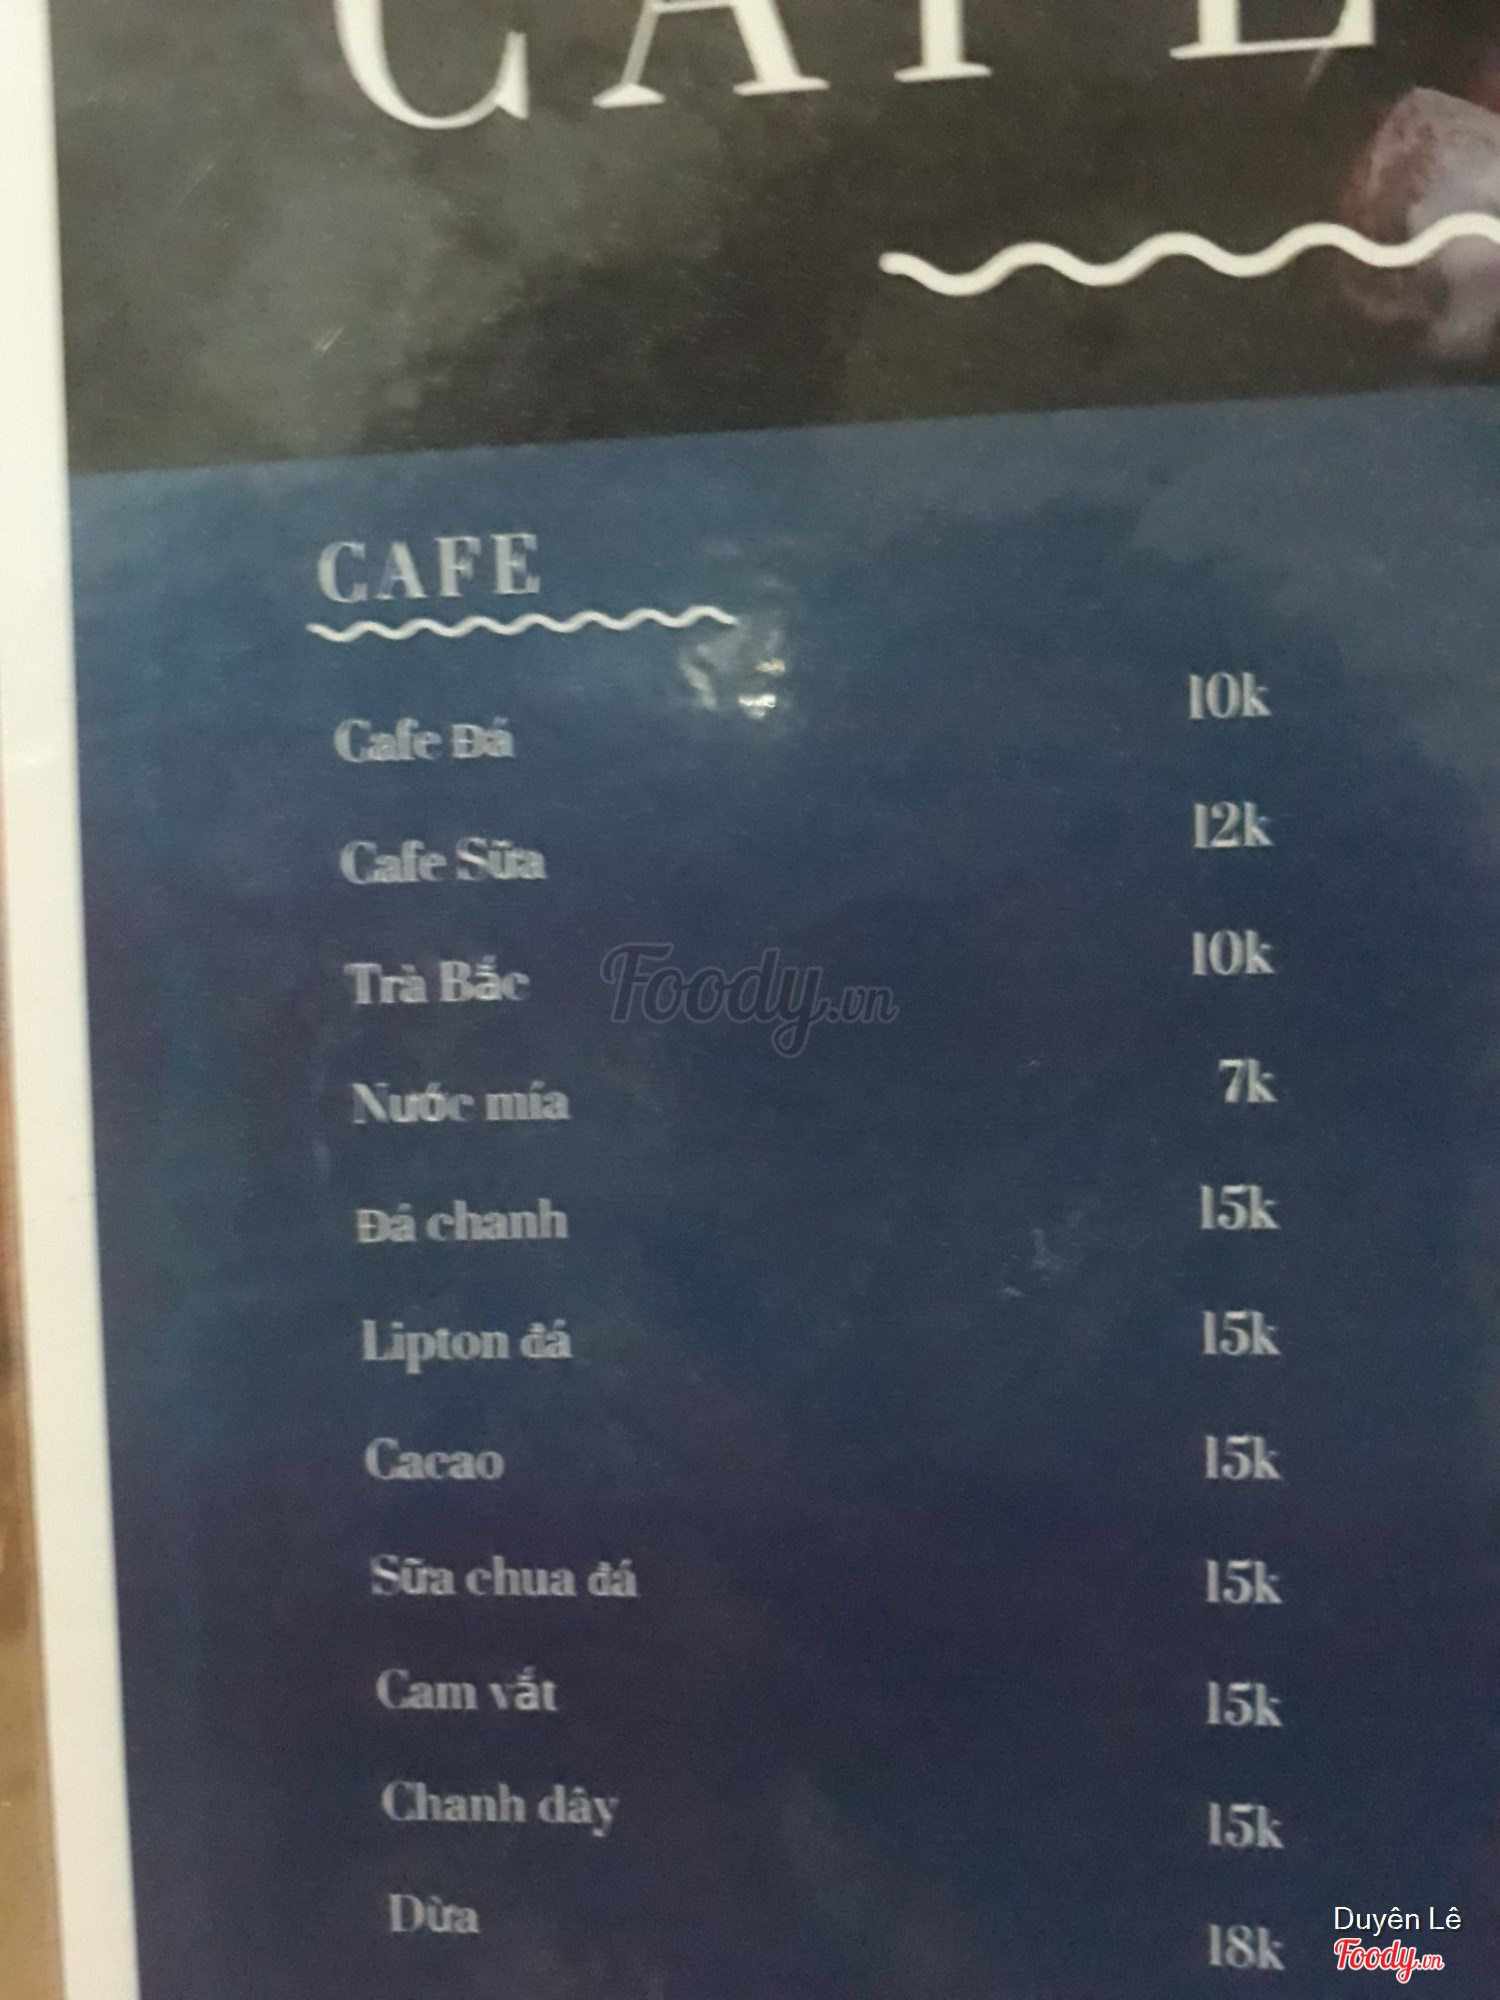 CAFE
CAFE
Cafe Đá 10k
Cafe Sữa 12k
Trà Bắc 10k
Foody.vn
Nước mía 7k
Đá chanh 15k
Lipton đá 15k
Cacao 15k
Sữa chua đá 15k
Cam vắt 15k
Chanh dây 15k
Dừa 18k
Duyên Lê
Foody.vn